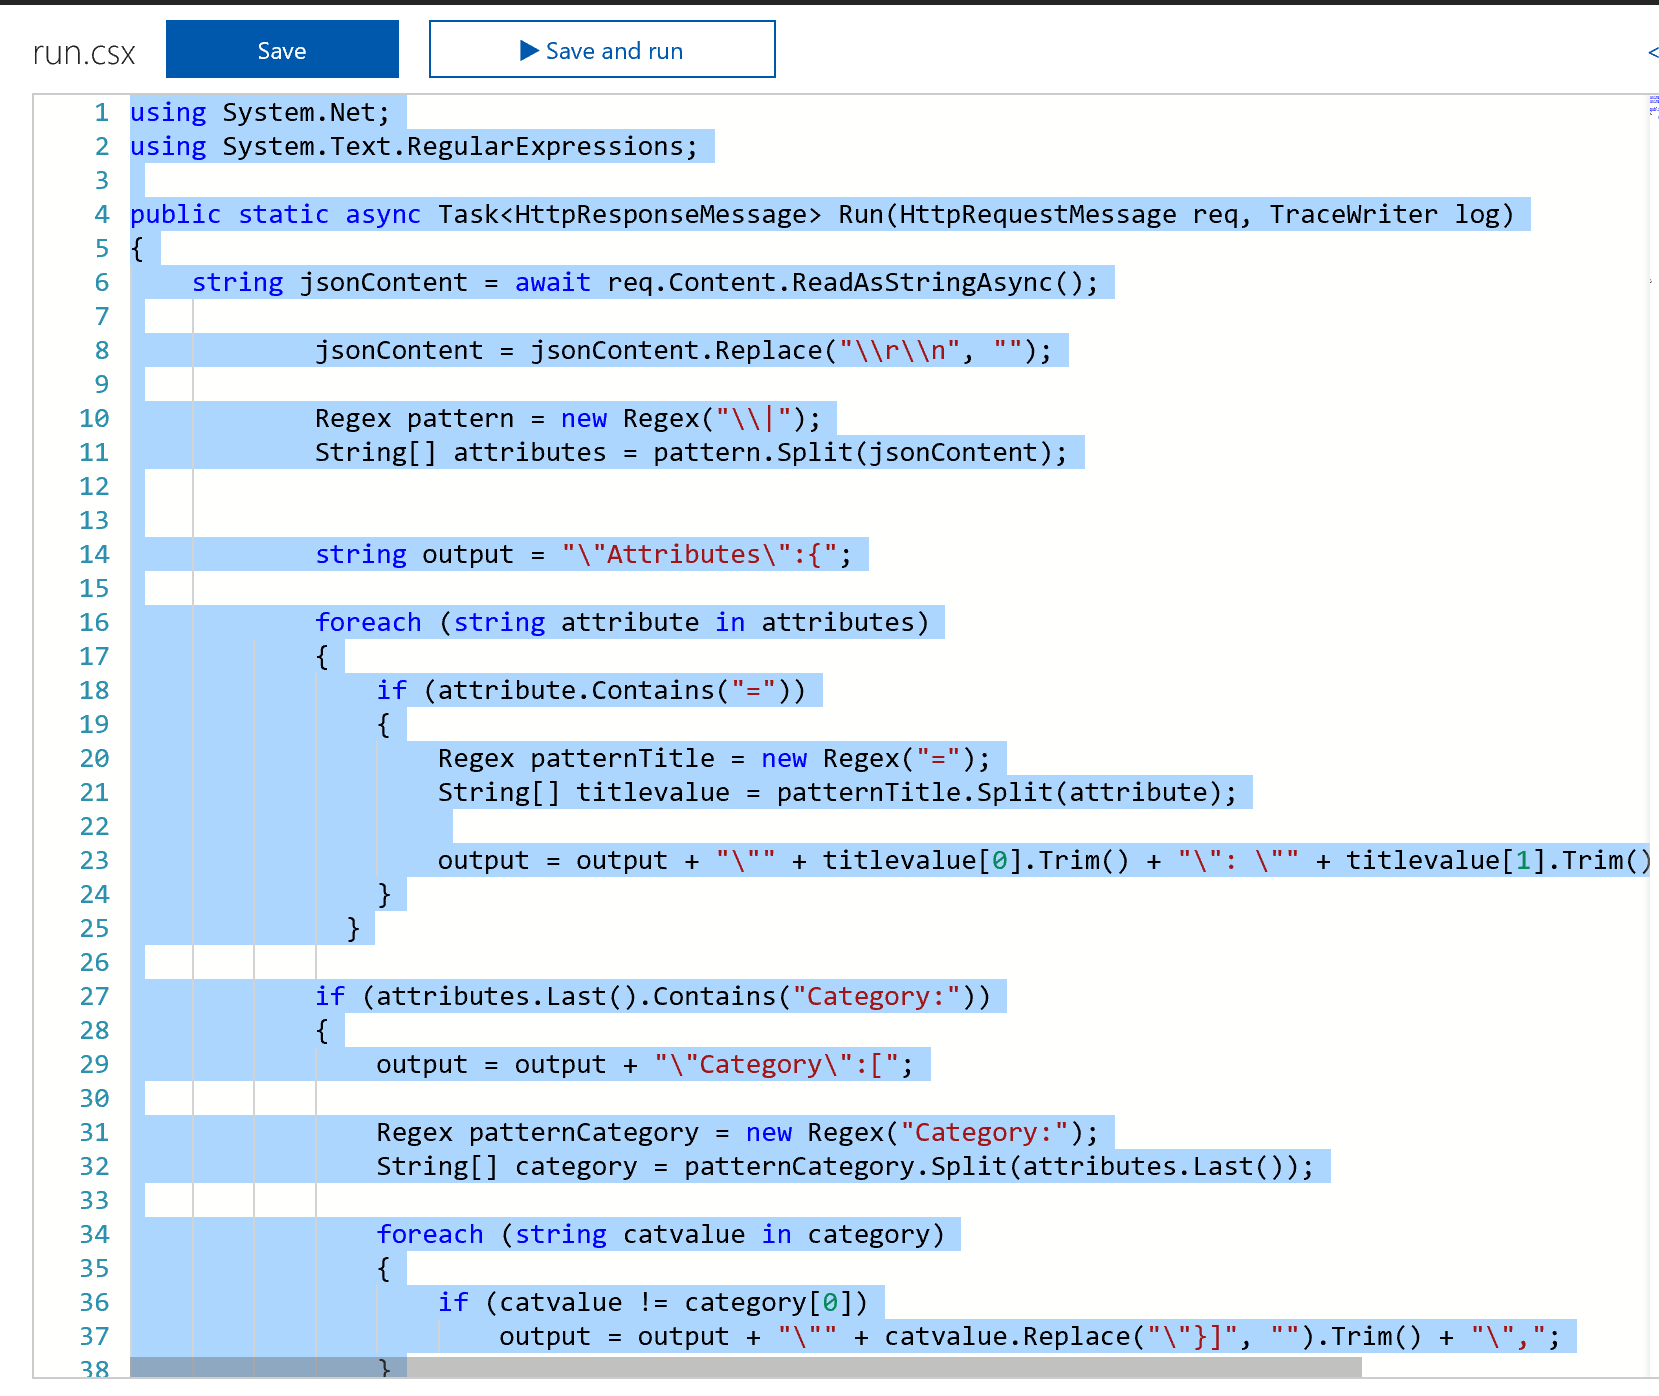 run.csx
Save
Save and run
<
1 using System.Net;
2 using System.Text.RegularExpressions;
3
4 public static async Task<HttpResponseMessage> Run(HttpRequestMessage req, TraceWriter log)
5 {
6     string jsonContent = await req.Content.ReadAsStringAsync();
7
8             jsonContent = jsonContent.Replace("\\r\\n", "");
9
10             Regex pattern = new Regex("\\|");
11             String[] attributes = pattern.Split(jsonContent);
12
13
14             string output = "\"Attributes\":{";
15
16             foreach (string attribute in attributes)
17             {
18                 if (attribute.Contains("="))
19                 {
20                     Regex patternTitle = new Regex("=");
21                     String[] titlevalue = patternTitle.Split(attribute);
22
23                     output = output + "\"" + titlevalue[0].Trim() + "\": \"" + titlevalue[1].Trim()
24                 }
25               }
26
27             if (attributes.Last().Contains("Category:"))
28             {
29                 output = output + "\"Category\":[";
30
31                 Regex patternCategory = new Regex("Category:");
32                 String[] category = patternCategory.Split(attributes.Last());
33
34                 foreach (string catvalue in category)
35                 {
36                     if (catvalue != category[0])
37                         output = output + "\"" + catvalue.Replace("\"}]", "").Trim() + "\",";
38                 }